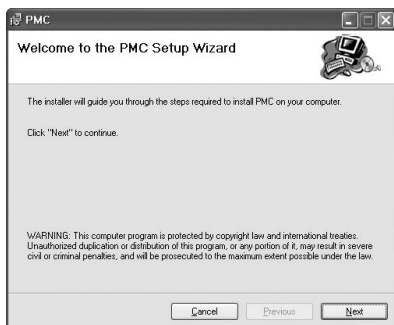 PMC
Welcome to the PMC Setup Wizard
The installer will guide you through the steps required to install PMC on your computer.
Click "Next" to continue.
WARNING: This computer program is protected by copyright law and international treaties.
Unauthorized duplication or distribution of this program, or any portion of it, may result in severe
civil or criminal penalties, and will be prosecuted to the maximum extent possible under the law.
Cancel
Previous
Next